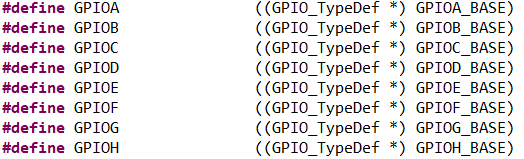 #define GPIOA ((GPIO_TypeDef *) GPIOA_BASE)
#define GPIOB ((GPIO_TypeDef *) GPIOB_BASE)
#define GPIOC ((GPIO_TypeDef *) GPIOC_BASE)
#define GPIOD ((GPIO_TypeDef *) GPIOD_BASE)
#define GPIOE ((GPIO_TypeDef *) GPIOE_BASE)
#define GPIOF ((GPIO_TypeDef *) GPIOF_BASE)
#define GPIOG ((GPIO_TypeDef *) GPIOG_BASE)
#define GPIOH ((GPIO_TypeDef *) GPIOH_BASE)